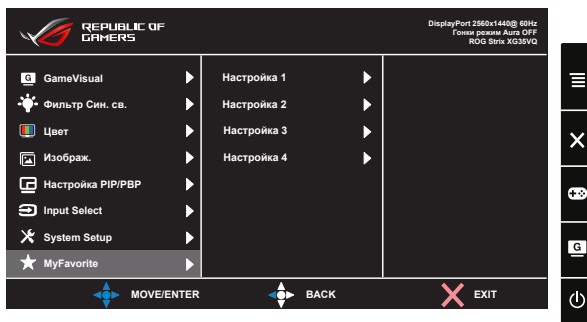 REPUBLIC OF
GAMERS
DisplayPort 2560x1440@ 60Hz
Гонки режим Aura OFF
ROG Strix XG35VQ
G GameVisual
Фильтр Син. св.
Цвет
Изображ.
Настройка PIP/PBP
Input Select
System Setup
MyFavorite
Настройка 1
Настройка 2
Настройка 3
Настройка 4
MOVE/ENTER
BACK
EXIT
G